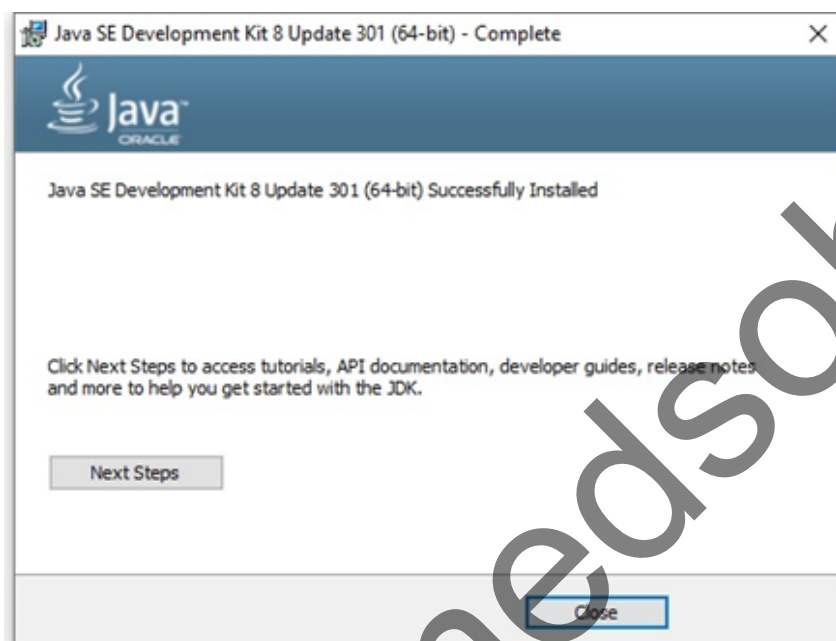 Java SE Development Kit 8 Update 301 (64-bit) - Complete
Java™
ORACLE
Java SE Development Kit 8 Update 301 (64-bit) Successfully Installed
Click Next Steps to access tutorials, API documentation, developer guides, release notes
and more to help you get started with the JDK.
Next Steps
Close